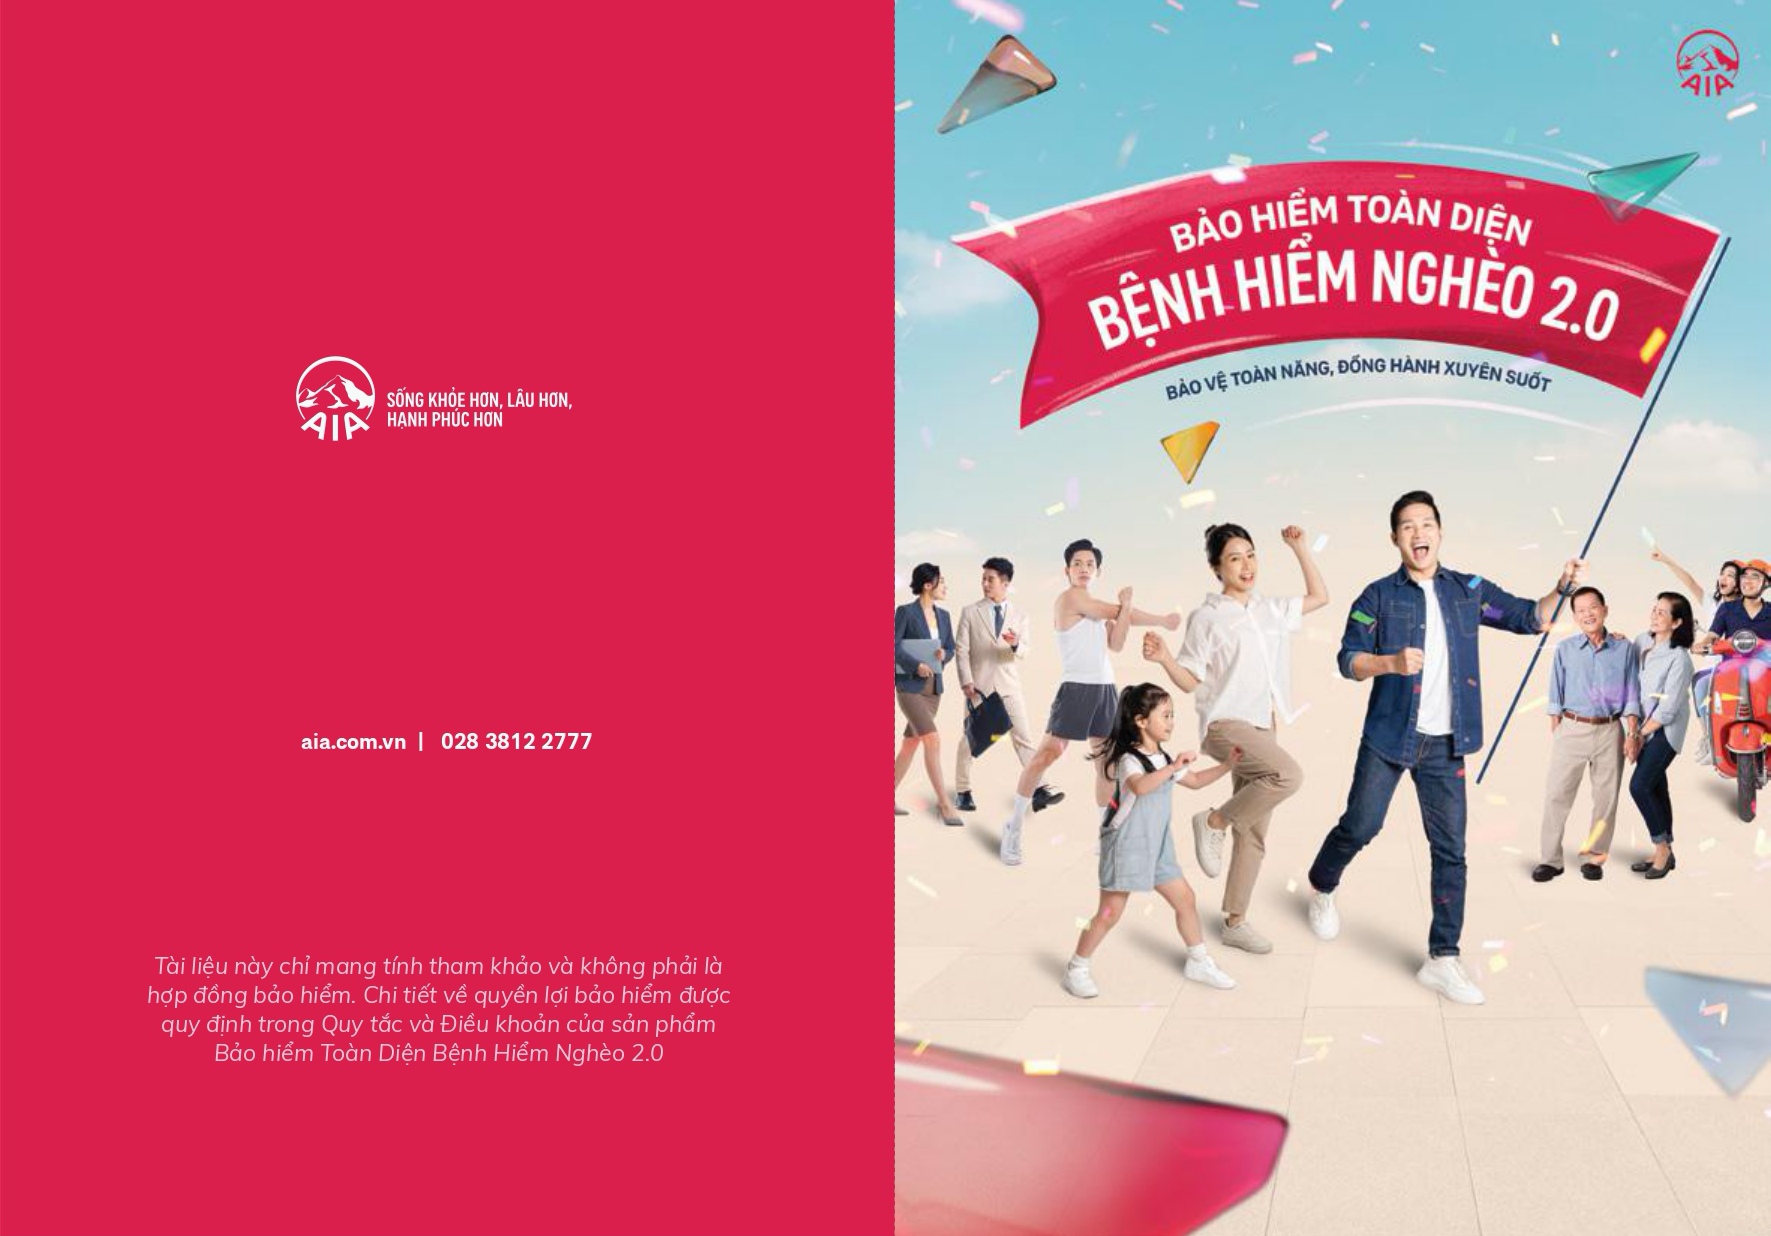 AIA
SỐNG KHỎE HƠN, LÂU HƠN,
HẠNH PHÚC HƠN
aia.com.vn | 028 3812 2777
Tài liệu này chỉ mang tính tham khảo và không phải là
hợp đồng bảo hiểm. Chi tiết về quyền lợi bảo hiểm được
quy định trong Quy tắc và Điều khoản của sản phẩm
Bảo hiểm Toàn Diện Bệnh Hiểm Nghèo 2.0
AIA
BẢO HIỂM TOÀN DIỆN
BỆNH HIỂM NGHÈO 2.0
BẢO VỆ TOÀN NĂNG, ĐỒNG HÀNH XUYÊN SUỐT